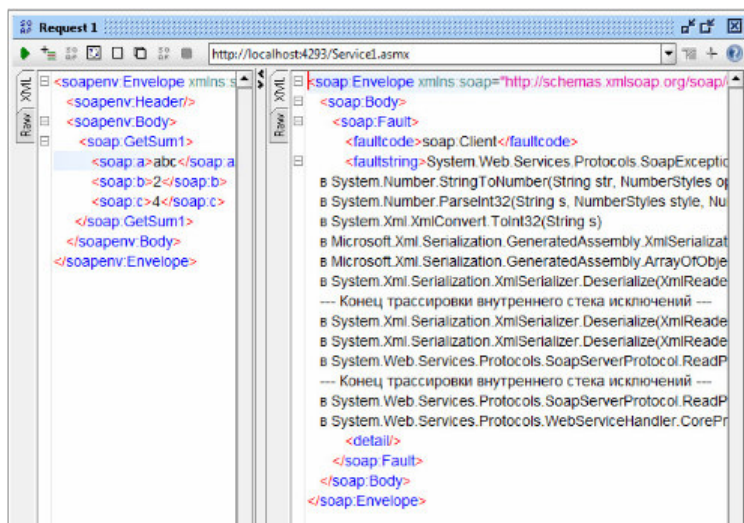 Request 1
http://localhost:4293/Service1.asmx
XML
Raw
<soapenv:Envelope xmlns:s
<soapenv:Header/>
<soapenv:Body>
<soap:GetSum1>
<soap:a>abc</soap:a
<soap:b>2</soap:b>
<soap:c>4</soap:c>
</soap:GetSum1>
</soapenv:Body>
</soapenv:Envelope>
XML
Raw
<soap:Envelope xmlns:soap="http://schemas.xmlsoap.org/soap/
<soap:Body>
<soap:Fault>
<faultcode>soap:Client</faultcode>
<faultstring>System.Web.Services.Protocols.SoapExceptic
в System.Number.StringToNumber(String str, NumberStyles op
в System.Number.ParseInt32(String s, NumberStyles style, Nu
в System.Xml.XmlConvert.ToInt32(String s)
в Microsoft.Xml.Serialization.GeneratedAssembly.XmlSerializat
в Microsoft.Xml.Serialization.GeneratedAssembly.ArrayOfObje
в System.Xml.Serialization.XmlSerializer.Deserialize(XmlReade
--- Конец трассировки внутреннего стека исключений ---
в System.Xml.Serialization.XmlSerializer.Deserialize(XmlReade
в System.Xml.Serialization.XmlSerializer.Deserialize(XmlReade
в System.Web.Services.Protocols.SoapServerProtocol.ReadP
--- Конец трассировки внутреннего стека исключений ---
в System.Web.Services.Protocols.SoapServerProtocol.ReadP
в System.Web.Services.Protocols.WebServiceHandler.CorePr
<detail/>
</soap:Fault>
</soap:Body>
</soap:Envelope>